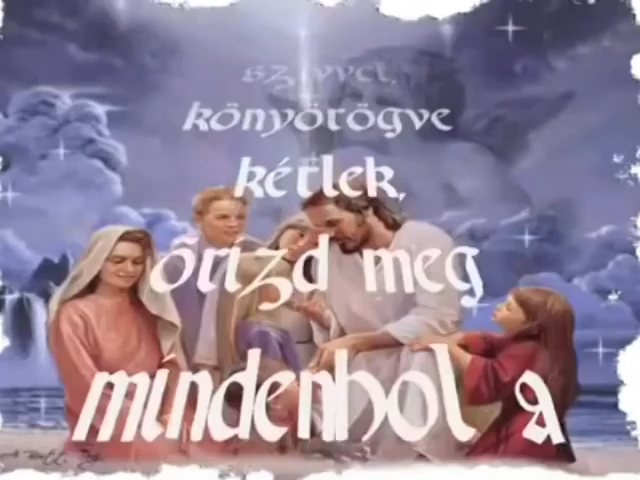 szívvel,
könyörögve
kérlek,
őrizd meg
mindenhol a